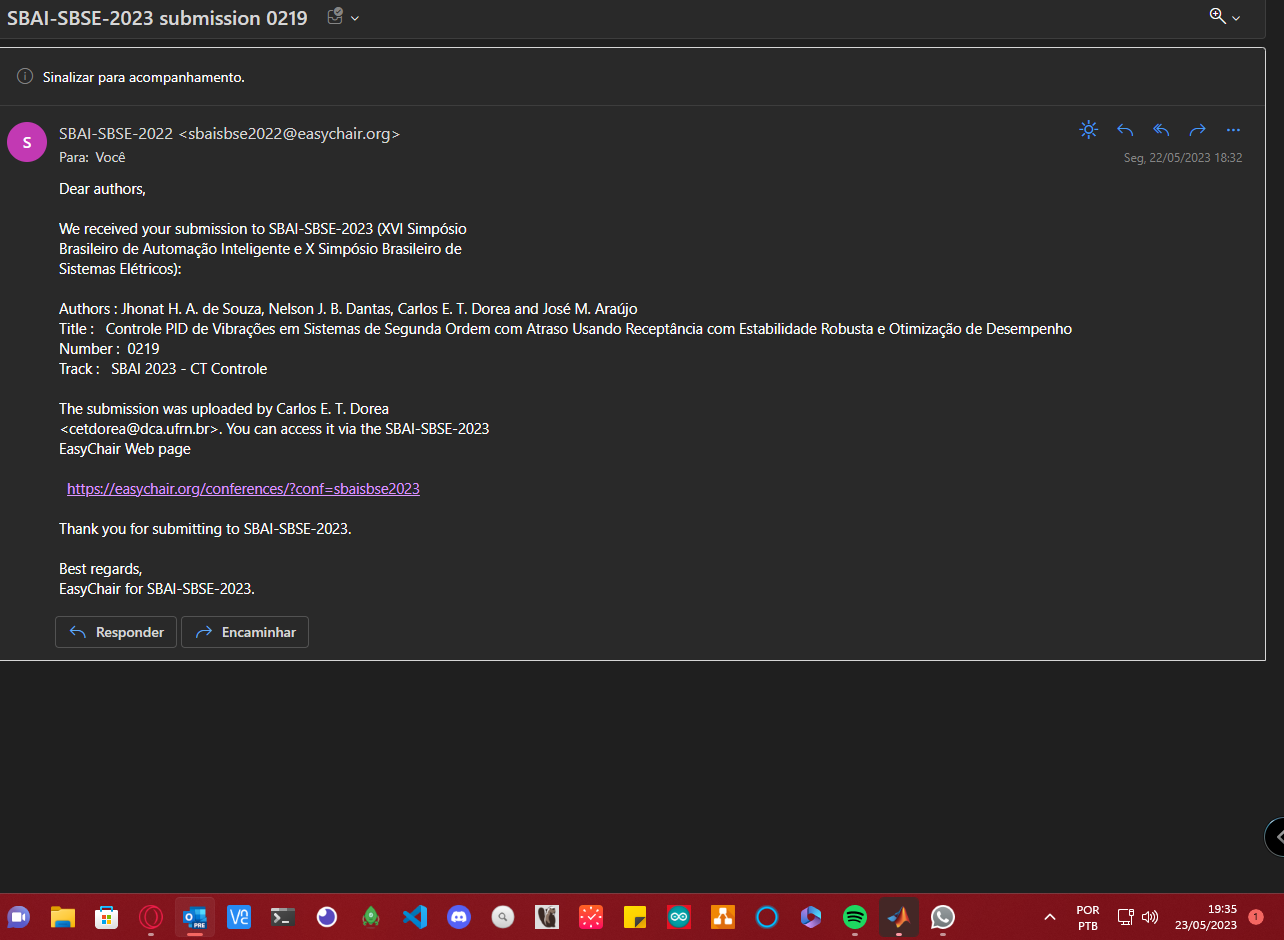 SBAI-SBSE-2023 submission 0219
Sinalizar para acompanhamento.
S
SBAI-SBSE-2022 <sbaisbse2022@easychair.org>
Para: Você
Seg, 22/05/2023 18:32
Dear authors,
We received your submission to SBAI-SBSE-2023 (XVI Simpósio
Brasileiro de Automação Inteligente e X Simpósio Brasileiro de
Sistemas Elétricos):
Authors : Jhonat H. A. de Souza, Nelson J. B. Dantas, Carlos E. T. Dorea and José M. Araújo
Title : Controle PID de Vibrações em Sistemas de Segunda Ordem com Atraso Usando Receptância com Estabilidade Robusta e Otimização de Desempenho
Number : 0219
Track : SBAI 2023 - CT Controle
The submission was uploaded by Carlos E. T. Dorea
<cetdorea@dca.ufrn.br>. You can access it via the SBAI-SBSE-2023
EasyChair Web page
https://easychair.org/conferences/?conf=sbaisbse2023
Thank you for submitting to SBAI-SBSE-2023.
Best regards,
EasyChair for SBAI-SBSE-2023.
Responder
Encaminhar
PRE
POR
PTB
19:35
23/05/2023
1